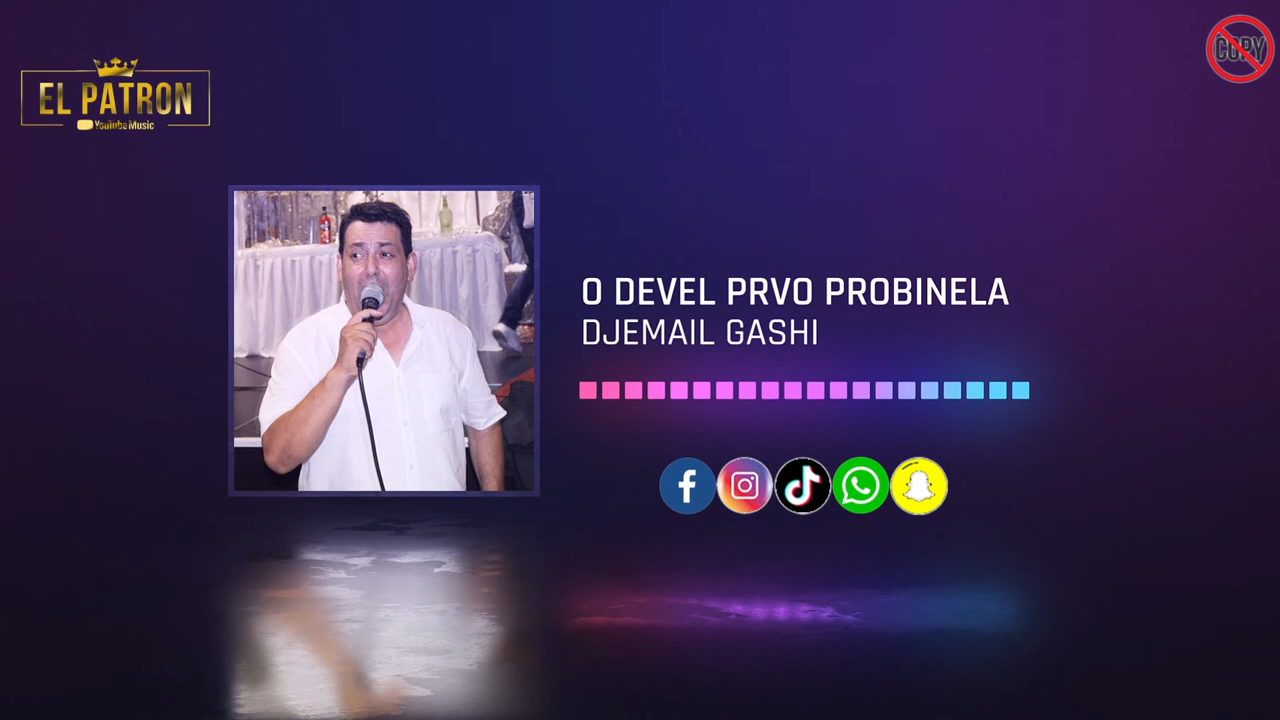 EL PATRON
YouTube Music
COPY
O DEVEL PRVO PROBINELA
DJEMAIL GASHI